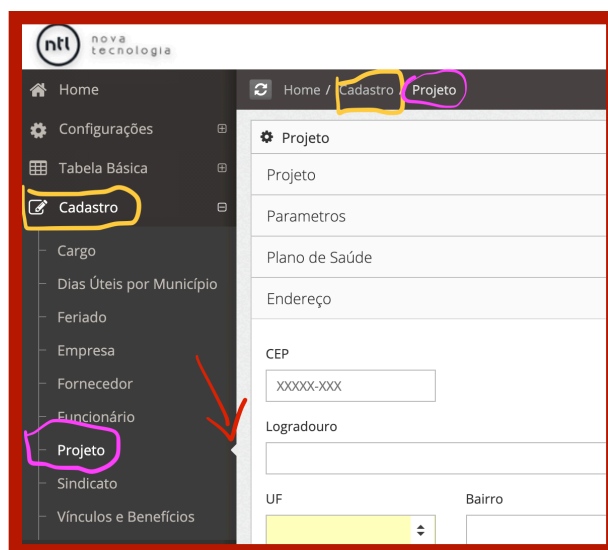 ntl nova
tecnologia
Home
Configurações
Tabela Básica
Cadastro
Cargo
Dias Úteis por Município
Feriado
Empresa
Fornecedor
Funcionário
Projeto
Sindicato
Vínculos e Benefícios
Home / Cadastro / Projeto
Projeto
Projeto
Parametros
Plano de Saúde
Endereço
CEP
XXXXX-XXX
Logradouro
UF Bairro